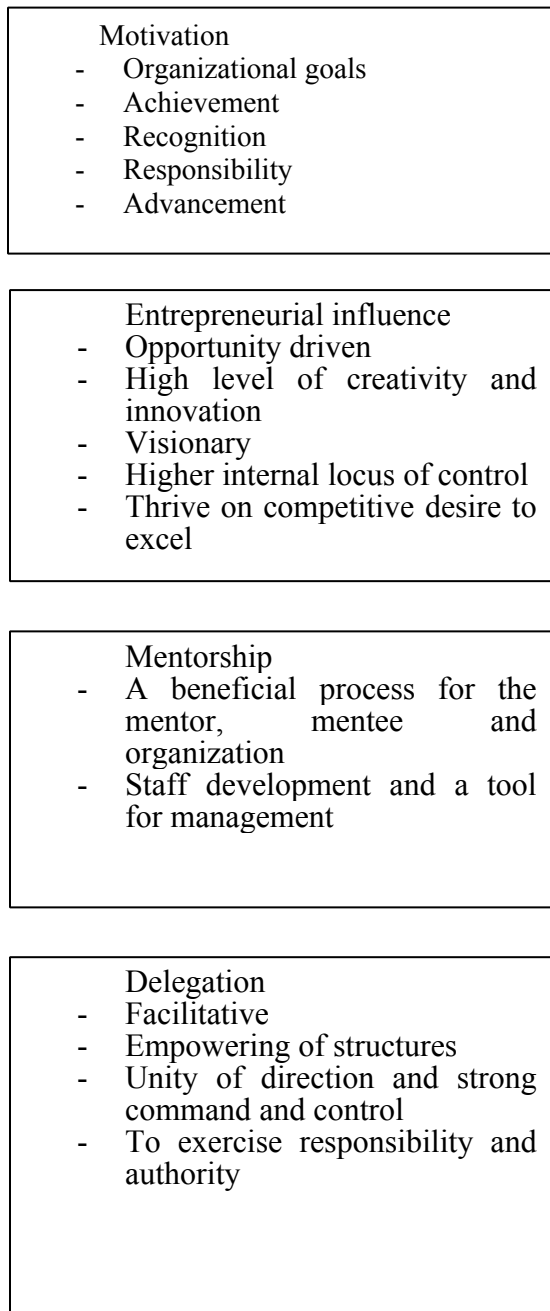 Motivation
- Organizational goals
- Achievement
- Recognition
- Responsibility
- Advancement
Entrepreneurial influence
- Opportunity driven
- High level of creativity and
innovation
- Visionary
- Higher internal locus of control
- Thrive on competitive desire to
excel
Mentorship
- A beneficial process for the
mentor, mentee and
organization
- Staff development and a tool
for management
Delegation
- Facilitative
- Empowering of structures
- Unity of direction and strong
command and control
- To exercise responsibility and
authority